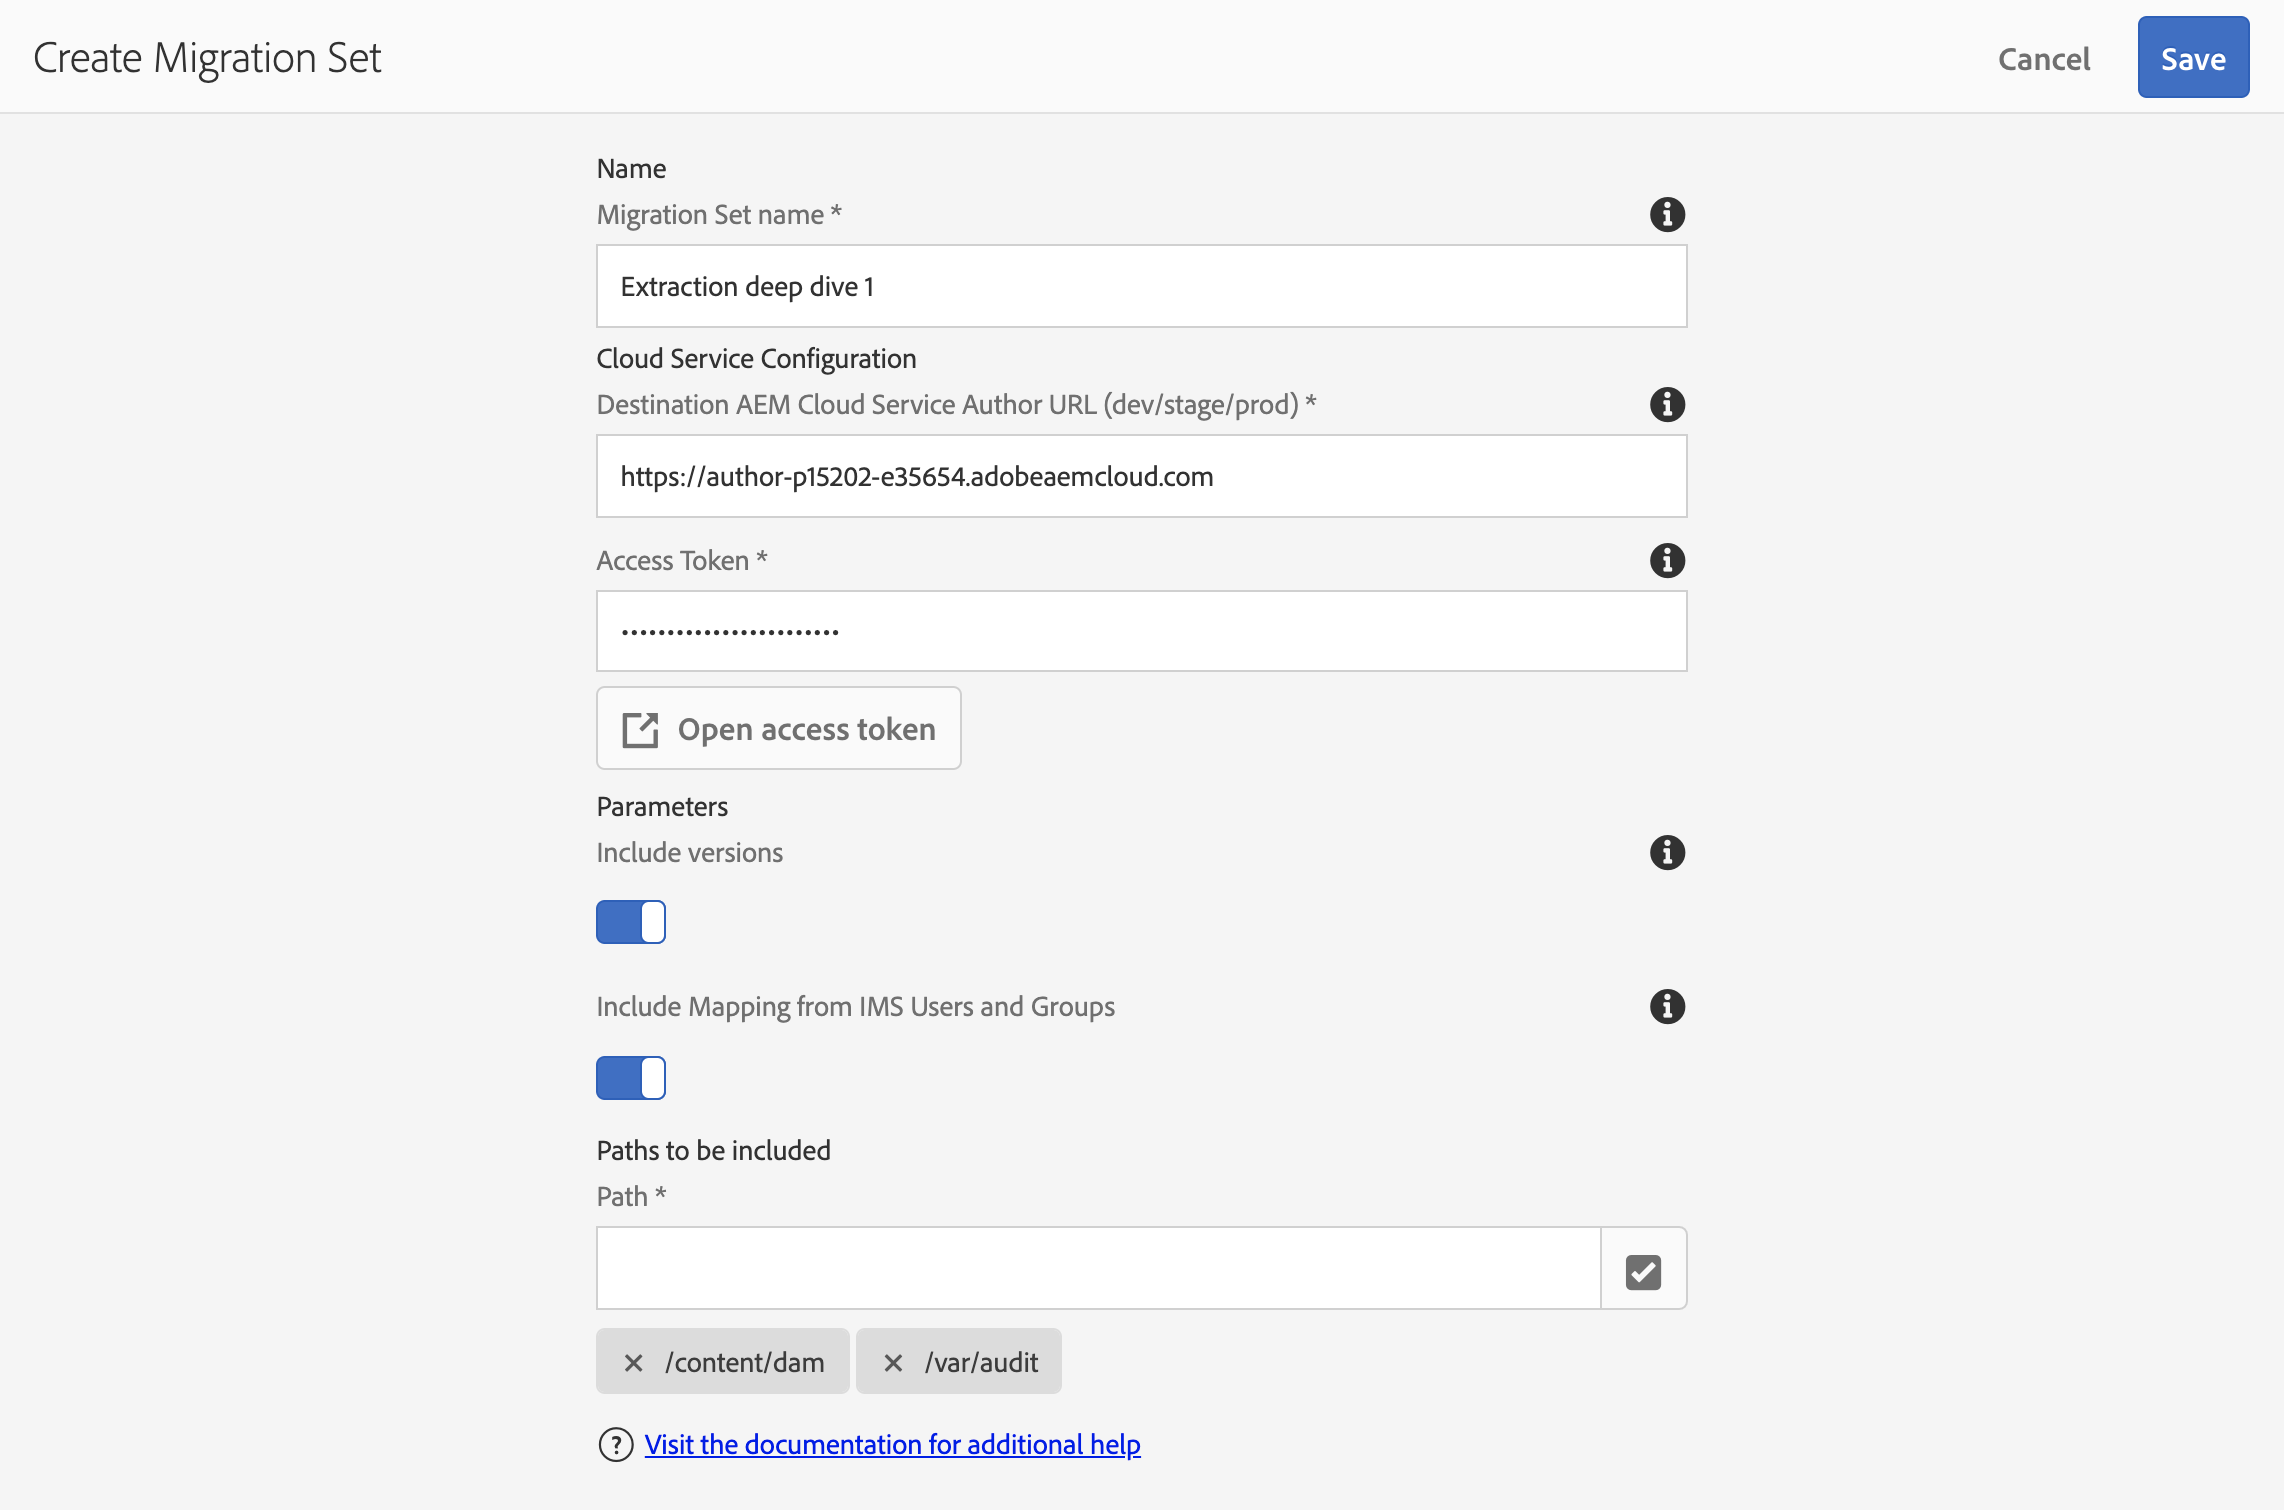 Create Migration Set
Cancel
Save
Name
Migration Set name *
Extraction deep dive 1
Cloud Service Configuration
Destination AEM Cloud Service Author URL (dev/stage/prod) *
https://author-p15202-e35654.adobeaemcloud.com
Access Token *
••••••••••••••••••••••••
Open access token
Parameters
Include versions
Include Mapping from IMS Users and Groups
Paths to be included
Path *
/content/dam
/var/audit
Visit the documentation for additional help